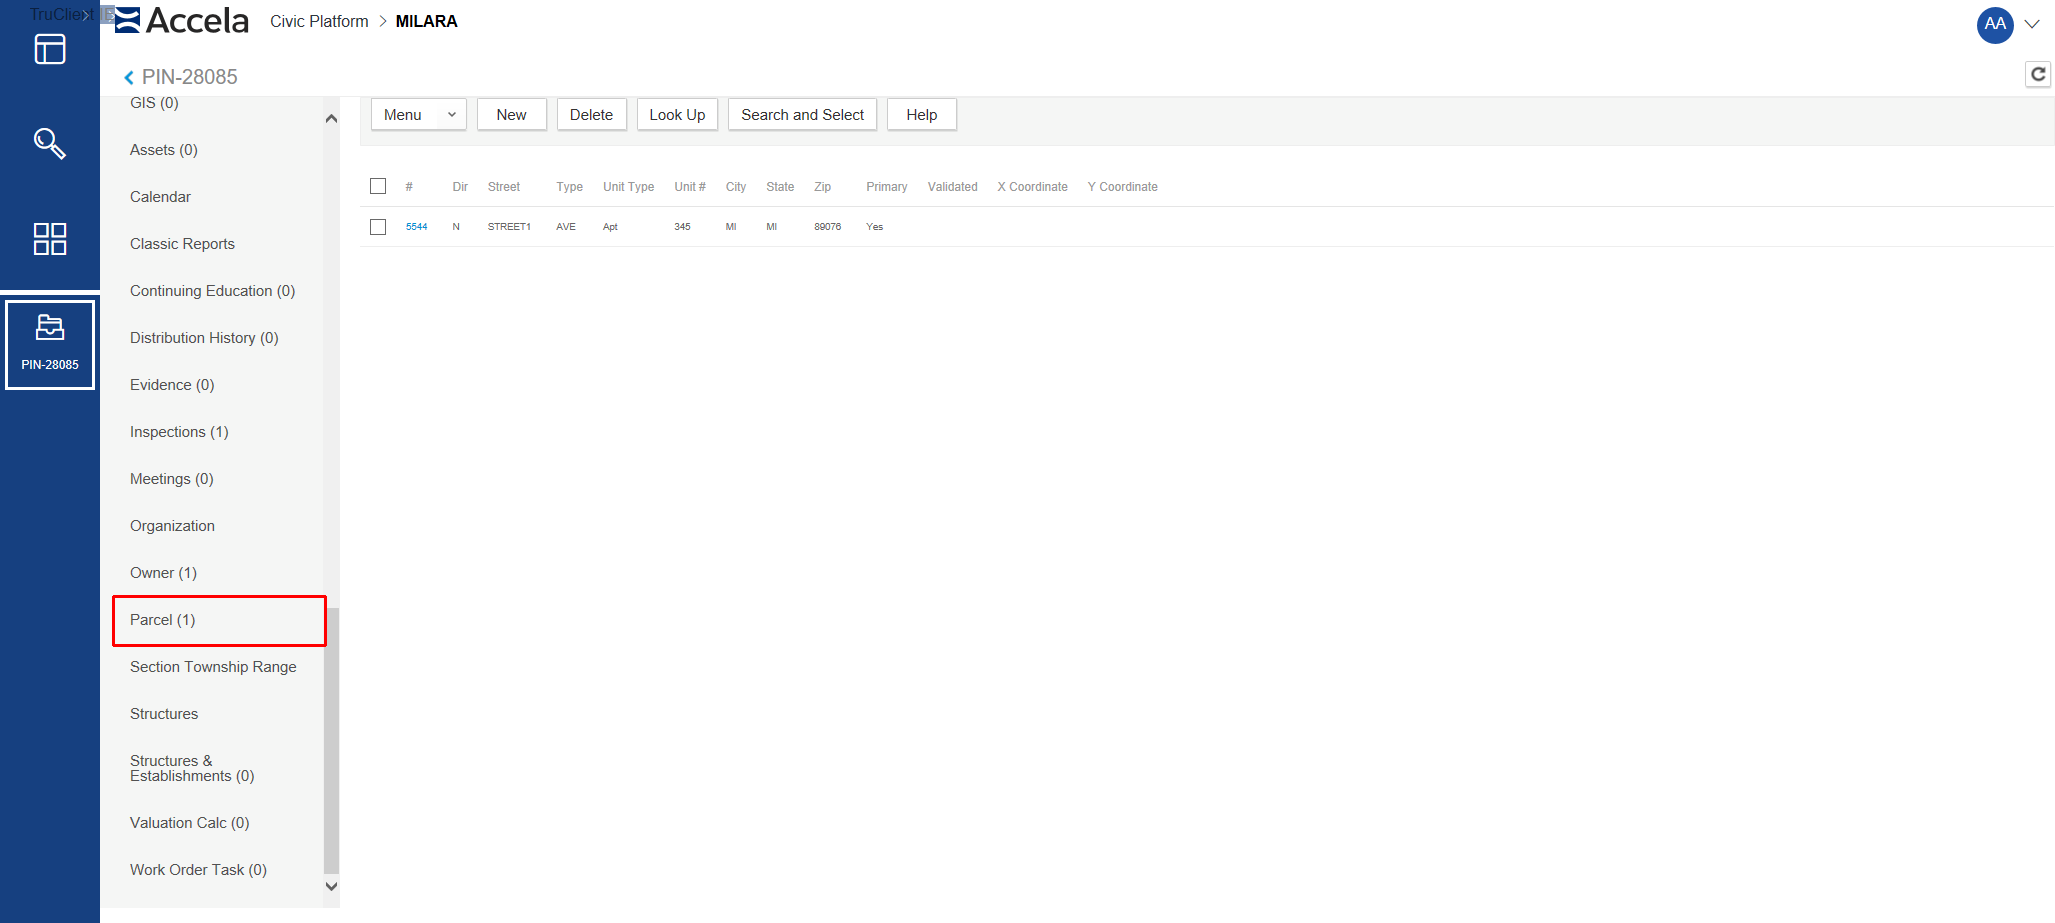 TruClient
Accela
Civic Platform > MILARA
AA
PIN-28085
PIN-28085
GIS (0)
Assets (0)
Calendar
Classic Reports
Continuing Education (0)
Distribution History (0)
Evidence (0)
Inspections (1)
Meetings (0)
Organization
Owner (1)
Parcel (1)
Section Township Range
Structures
Structures &
Establishments (0)
Valuation Calc (0)
Work Order Task (0)
Menu New Delete Look Up Search and Select Help
# Dir Street Type Unit Type Unit # City State Zip Primary Validated X Coordinate Y Coordinate
5544 N STREET1 AVE Apt 345 MI MI 89076 Yes